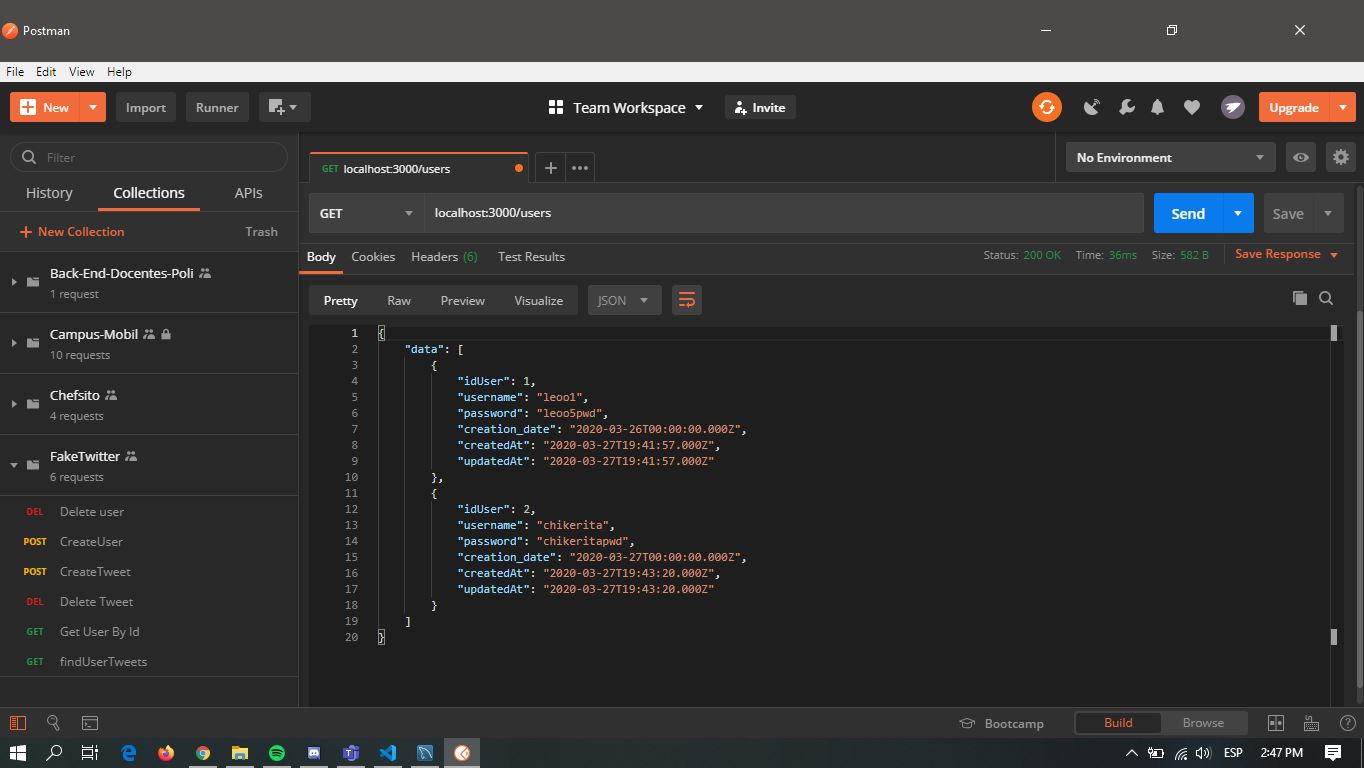 Postman
File Edit View Help
New Import Runner Team Workspace Invite Upgrade
Filter
History Collections APIs
New Collection Trash
Back-End-Docentes-Poli
1 request
Campus-Mobil
10 requests
Chefsito
4 requests
FakeTwitter
6 requests
DEL Delete user
POST CreateUser
POST CreateTweet
DEL Delete Tweet
GET Get User By Id
GET findUserTweets
GET localhost:3000/users
No Environment
GET localhost:3000/users Send Save
Body Cookies Headers (6) Test Results Status: 200 OK Time: 36ms Size: 582 B Save Response
Pretty Raw Preview Visualize JSON
1 {
2 "data": [
3 {
4 "idUser": 1,
5 "username": "leoo1",
6 "password": "leoo5pwd",
7 "creation_date": "2020-03-26T00:00:00.000Z",
8 "createdAt": "2020-03-27T19:41:57.000Z",
9 "updatedAt": "2020-03-27T19:41:57.000Z"
10 },
11 {
12 "idUser": 2,
13 "username": "chikerita",
14 "password": "chikeritapwd",
15 "creation_date": "2020-03-27T00:00:00.000Z",
16 "createdAt": "2020-03-27T19:43:20.000Z",
17 "updatedAt": "2020-03-27T19:43:20.000Z"
18 }
19 ]
20 }
Bootcamp Build Browse
ESP 2:47 PM